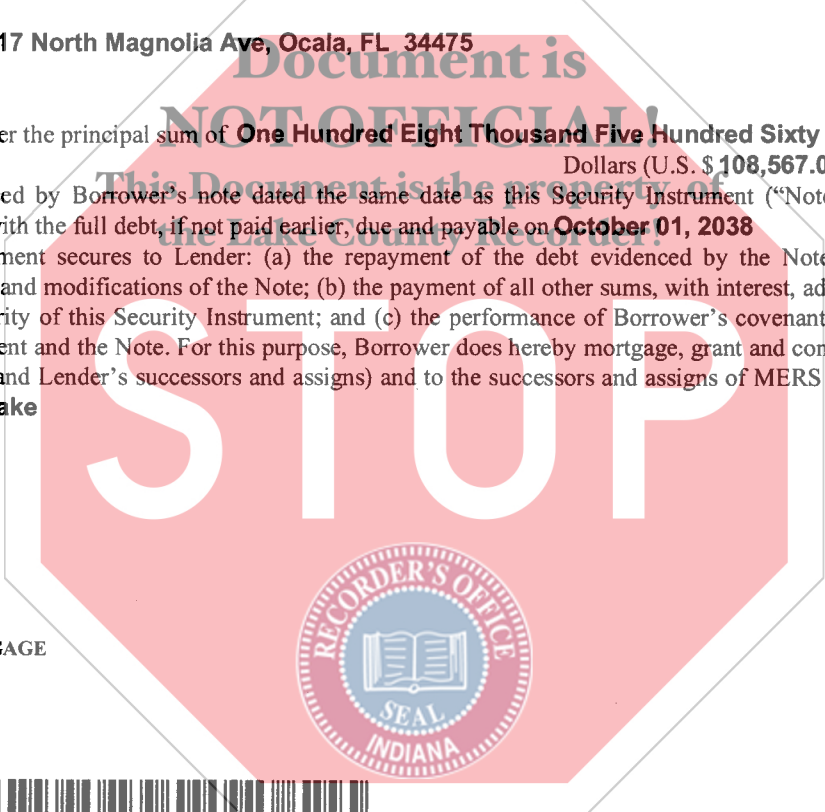 17 North Magnolia Ave, Ocala, FL 34475
Document is
NOT OFFICIAL!
er the principal sum of One Hundred Eight Thousand Five Hundred Sixty
Dollars (U.S. $ 108,567.0
This Document is the property of
ed by Borrower's note dated the same date as this Security Instrument (“Note
the Lake County Recorder!
ith the full debt, if not paid earlier, due and payable on October 01, 2038
ment secures to Lender: (a) the repayment of the debt evidenced by the Note
and modifications of the Note; (b) the payment of all other sums, with interest, ad
rity of this Security Instrument; and (c) the performance of Borrower's covenant
ent and the Note. For this purpose, Borrower does hereby mortgage, grant and con
and Lender's successors and assigns) and to the successors and assigns of MERS
ake
STOP
RECORDER'S OFFICE
SEAL
INDIANA
GAGE